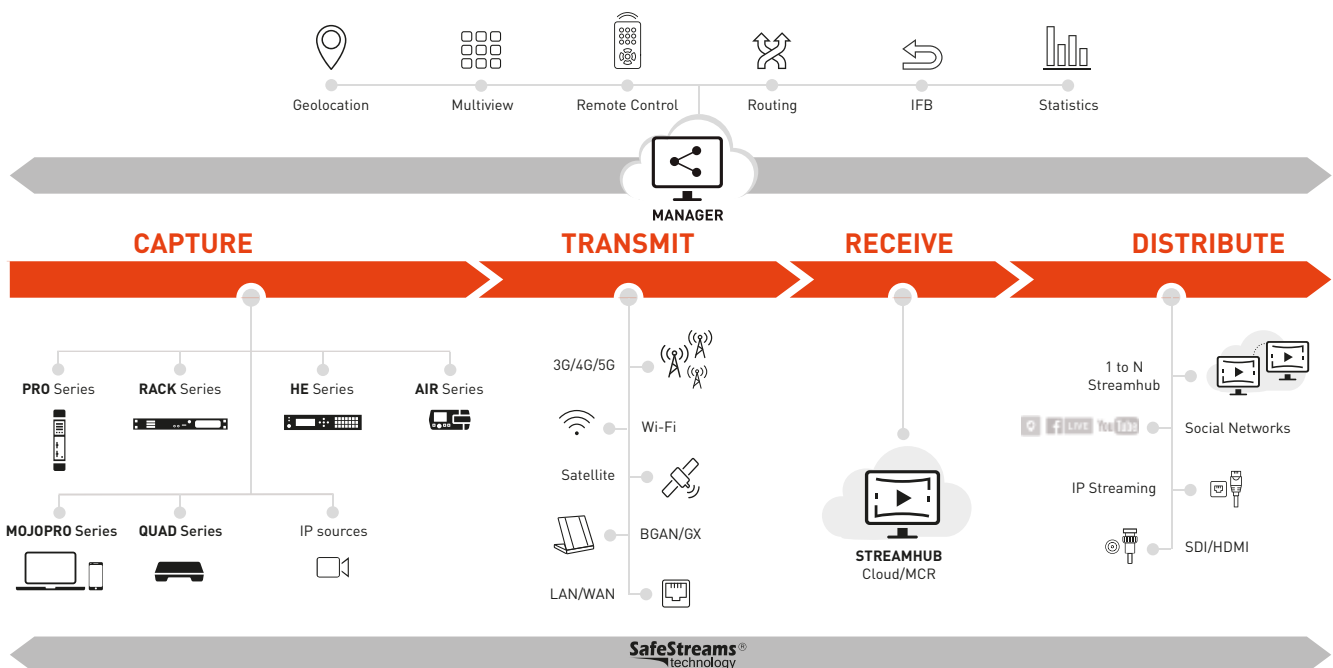 Geolocation
Multiview
Remote Control
Routing
IFB
Statistics
MANAGER
CAPTURE
TRANSMIT
RECEIVE
DISTRIBUTE
PRO Series
RACK Series
HE Series
AIR Series
MOJOPRO Series
QUAD Series
IP sources
3G/4G/5G
Wi-Fi
Satellite
BGAN/GX
LAN/WAN
STREAMHUB
Cloud/MCR
1 to N
Streamhub
f LIVE YouTube
Social Networks
IP Streaming
SDI/HDMI
SafeStreams®
technology